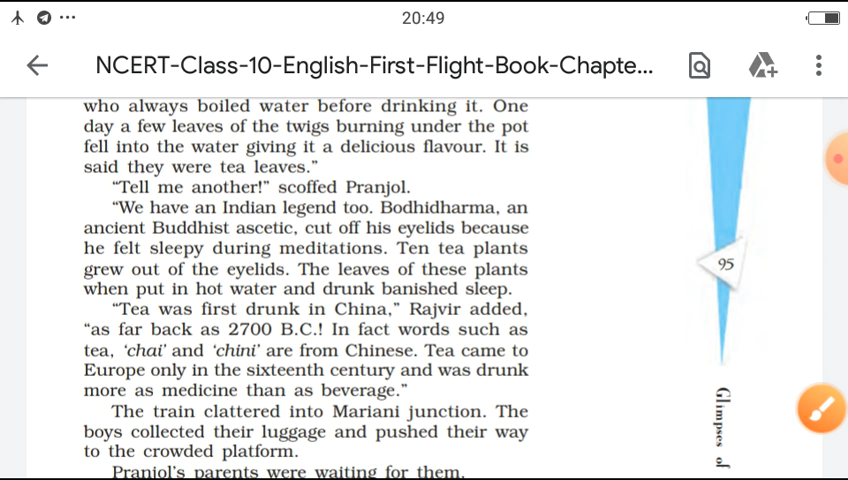 20:49
NCERT-Class-10-English-First-Flight-Book-Chapte...
who always boiled water before drinking it. One
day a few leaves of the twigs burning under the pot
fell into the water giving it a delicious flavour. It is
said they were tea leaves.”
“Tell me another!” scoffed Pranjol.
“We have an Indian legend too. Bodhidharma, an
ancient Buddhist ascetic, cut off his eyelids because
he felt sleepy during meditations. Ten tea plants
grew out of the eyelids. The leaves of these plants
when put in hot water and drunk banished sleep.
“Tea was first drunk in China,” Rajvir added,
“as far back as 2700 B.C.! In fact words such as
tea, ‘chai’ and ‘chini’ are from Chinese. Tea came to
Europe only in the sixteenth century and was drunk
more as medicine than as beverage.”
The train clattered into Mariani junction. The
boys collected their luggage and pushed their way
to the crowded platform.
Pranjol’s parents were waiting for them.
95
Glimpses of